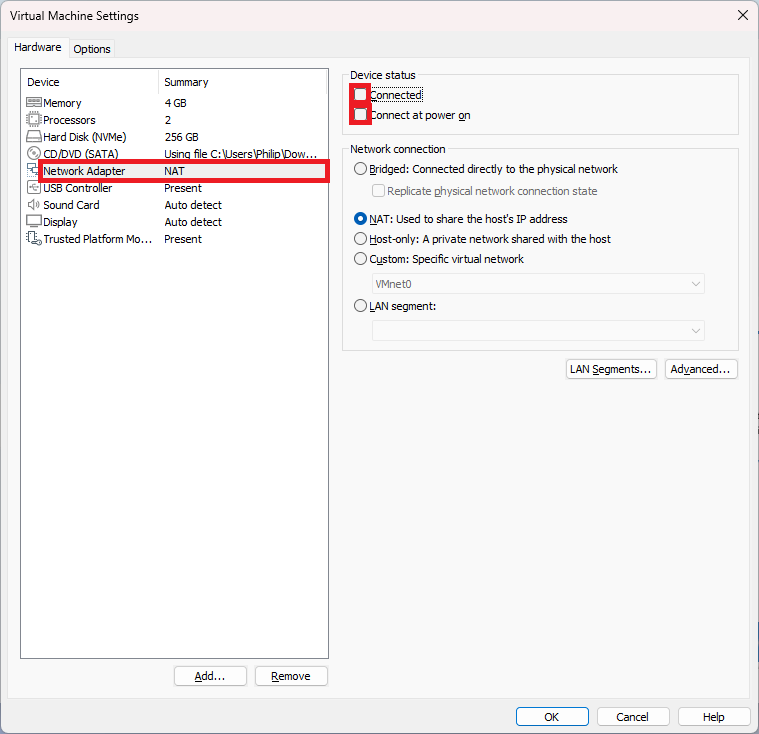 Virtual Machine Settings
Hardware
Options
Device Summary
Memory 4 GB
Processors 2
Hard Disk (NVMe) 256 GB
CD/DVD (SATA) Using file C:\Users\Philip\Dow...
Network Adapter NAT
USB Controller Present
Sound Card Auto detect
Display Auto detect
Trusted Platform Mo... Present
Add...
Remove
Device status
Connected
Connect at power on
Network connection
Bridged: Connected directly to the physical network
Replicate physical network connection state
NAT: Used to share the host's IP address
Host-only: A private network shared with the host
Custom: Specific virtual network
VMnet0
LAN segment:
LAN Segments...
Advanced...
OK
Cancel
Help